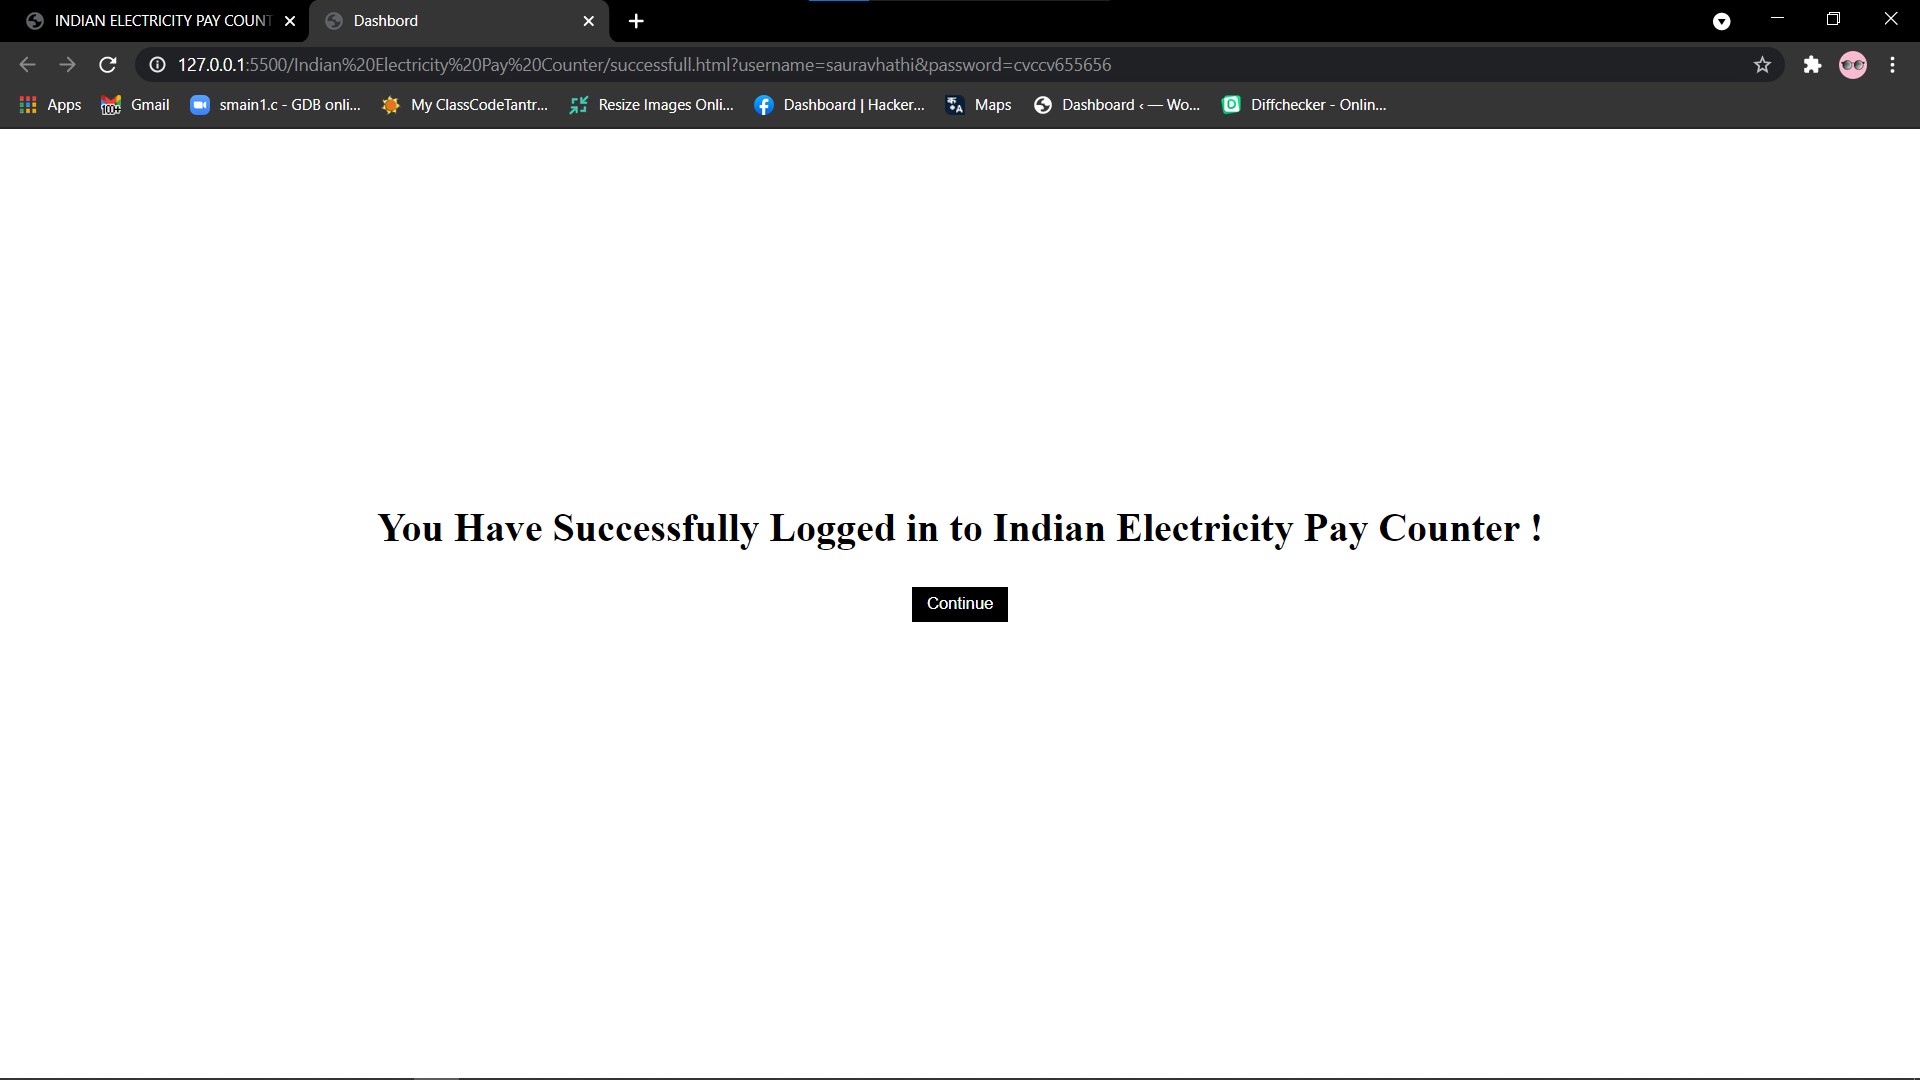 INDIAN ELECTRICITY PAY COUNT
Dashbord
127.0.0.1:5500/Indian%20Electricity%20Pay%20Counter/successfull.html?username=sauravhathi&password=cvccv655656
Apps
100+
Gmail
smain1.c - GDB onli...
My ClassCodeTantr...
Resize Images Onli...
Dashboard | Hacker...
Maps
Dashboard ‹ — Wo...
Diffchecker - Onlin...
You Have Successfully Logged in to Indian Electricity Pay Counter !
Continue